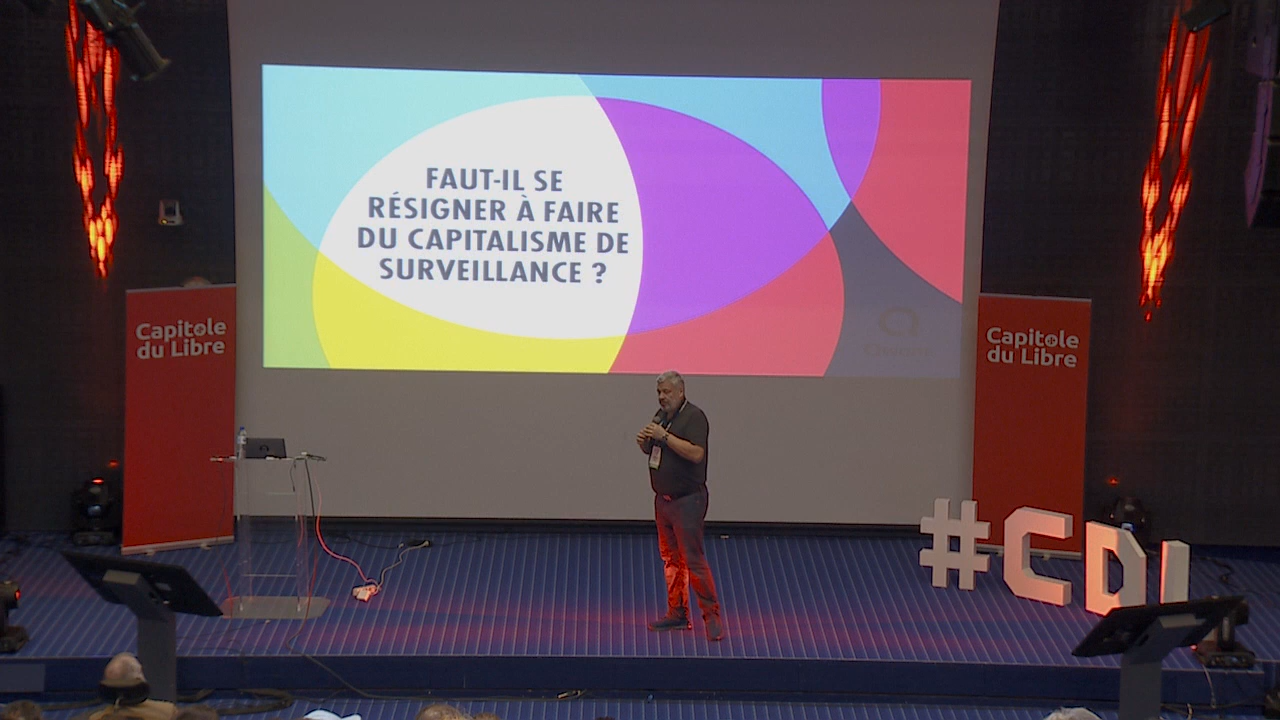 FAUT-IL SE
RÉSIGNER À FAIRE
DU CAPITALISME DE
SURVEILLANCE ?
Capitole
du Libre
Capitole
du Libre
#CDL